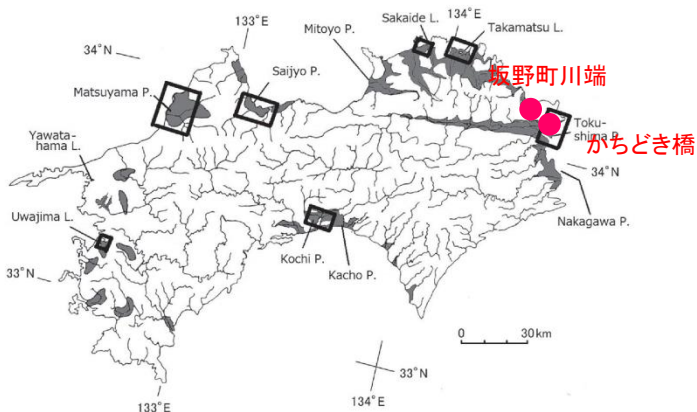 133°E
Mitoyo P.
Sakaide L.
134°E
Takamatsu L.
34°N
Saijyo P.
坂野町川端
Matsuyama P.
Toku-
shima P.
がちどき橋
Yawata-
hama L.
34°N
Nakagawa P.
Uwajima L.
Kochi P.
Kacho P.
33°N
0 30km
33°N
134°E
133°E